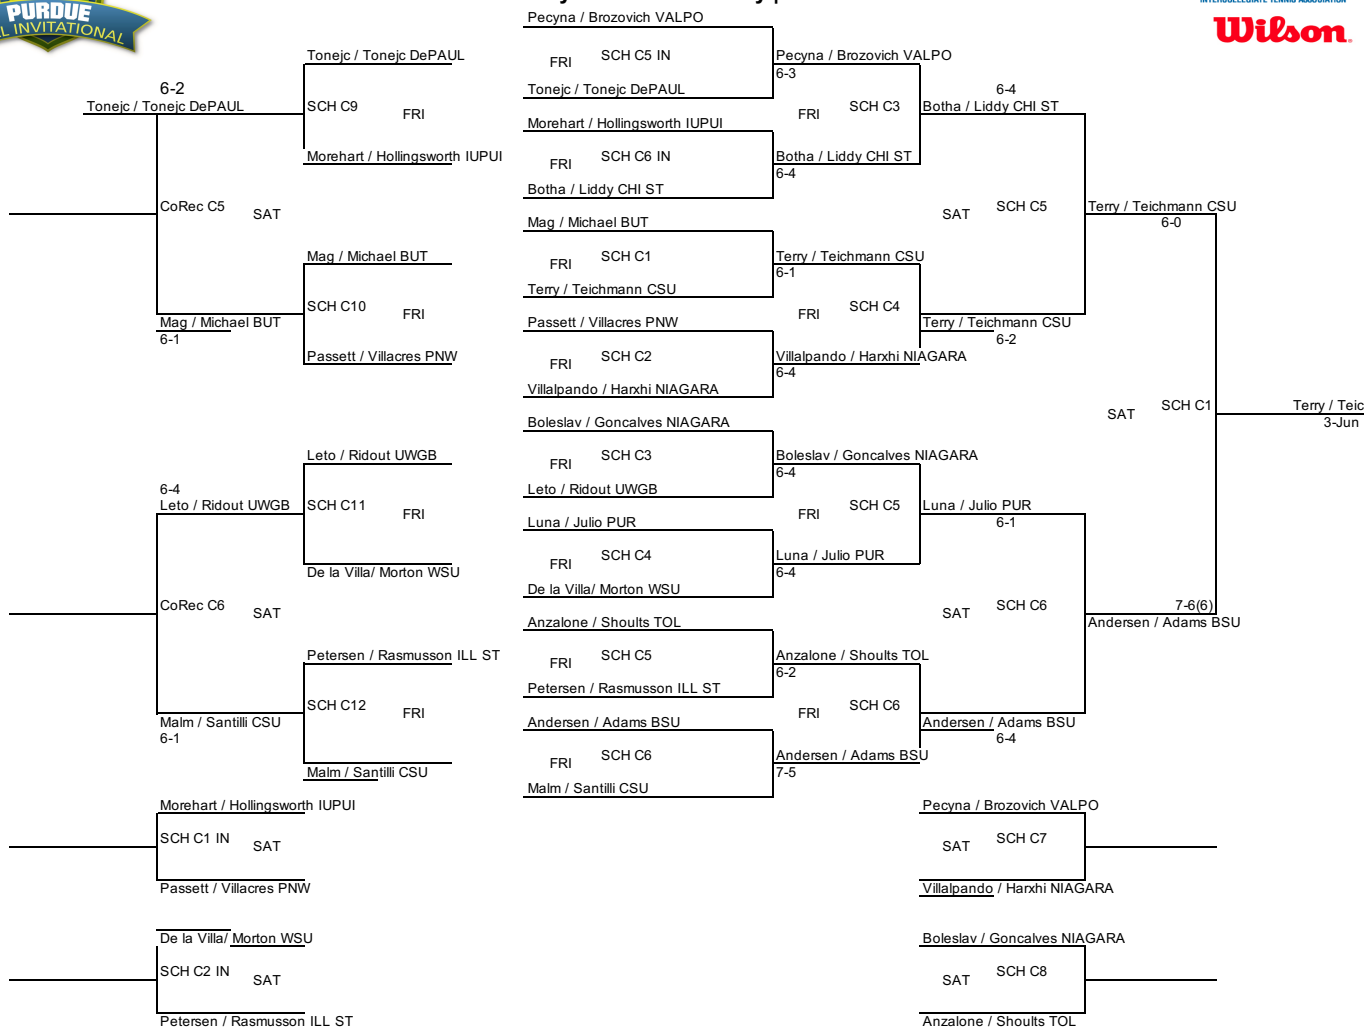 PURDUE
L INVITATIONAL
INTERCOLLEGIATE TENNIS ASSOCIATION
Wilson
Pecyna / Brozovich VALPO
FRI SCH C5 IN
Tonejc / Tonejc DePAUL
Morehart / Hollingsworth IUPUI
FRI SCH C6 IN
Botha / Liddy CHI ST
Mag / Michael BUT
FRI SCH C1
Terry / Teichmann CSU
Passett / Villacres PNW
FRI SCH C2
Villalpando / Harxhi NIAGARA
Boleslav / Goncalves NIAGARA
FRI SCH C3
Leto / Ridout UWGB
Luna / Julio PUR
FRI SCH C4
De la Villa/ Morton WSU
Anzalone / Shoults TOL
FRI SCH C5
Petersen / Rasmusson ILL ST
Andersen / Adams BSU
FRI SCH C6
Malm / Santilli CSU
Pecyna / Brozovich VALPO
6-3
FRI SCH C3
Botha / Liddy CHI ST
6-4
Terry / Teichmann CSU
6-1
FRI SCH C4
Villalpando / Harxhi NIAGARA
6-4
Boleslav / Goncalves NIAGARA
6-4
FRI SCH C5
Luna / Julio PUR
6-4
Anzalone / Shoults TOL
6-2
FRI SCH C6
Andersen / Adams BSU
7-5
6-4
Botha / Liddy CHI ST
SAT SCH C5
Terry / Teichmann CSU
6-2
Luna / Julio PUR
6-1
SAT SCH C6
Andersen / Adams BSU
6-4
Terry / Teichmann CSU
6-0
SAT SCH C1
7-6(6)
Andersen / Adams BSU
Terry / Teic
3-Jun
Tonejc / Tonejc DePAUL
SCH C9 FRI
Morehart / Hollingsworth IUPUI
Mag / Michael BUT
SCH C10 FRI
Passett / Villacres PNW
Leto / Ridout UWGB
SCH C11 FRI
De la Villa/ Morton WSU
Petersen / Rasmusson ILL ST
SCH C12 FRI
Malm / Santilli CSU
6-2
Tonejc / Tonejc DePAUL
CoRec C5 SAT
Mag / Michael BUT
6-1
6-4
Leto / Ridout UWGB
CoRec C6 SAT
Malm / Santilli CSU
6-1
Morehart / Hollingsworth IUPUI
SCH C1 IN SAT
Passett / Villacres PNW
De la Villa/ Morton WSU
SCH C2 IN SAT
Petersen / Rasmusson ILL ST
Pecyna / Brozovich VALPO
SAT SCH C7
Villalpando / Harxhi NIAGARA
Boleslav / Goncalves NIAGARA
SAT SCH C8
Anzalone / Shoults TOL